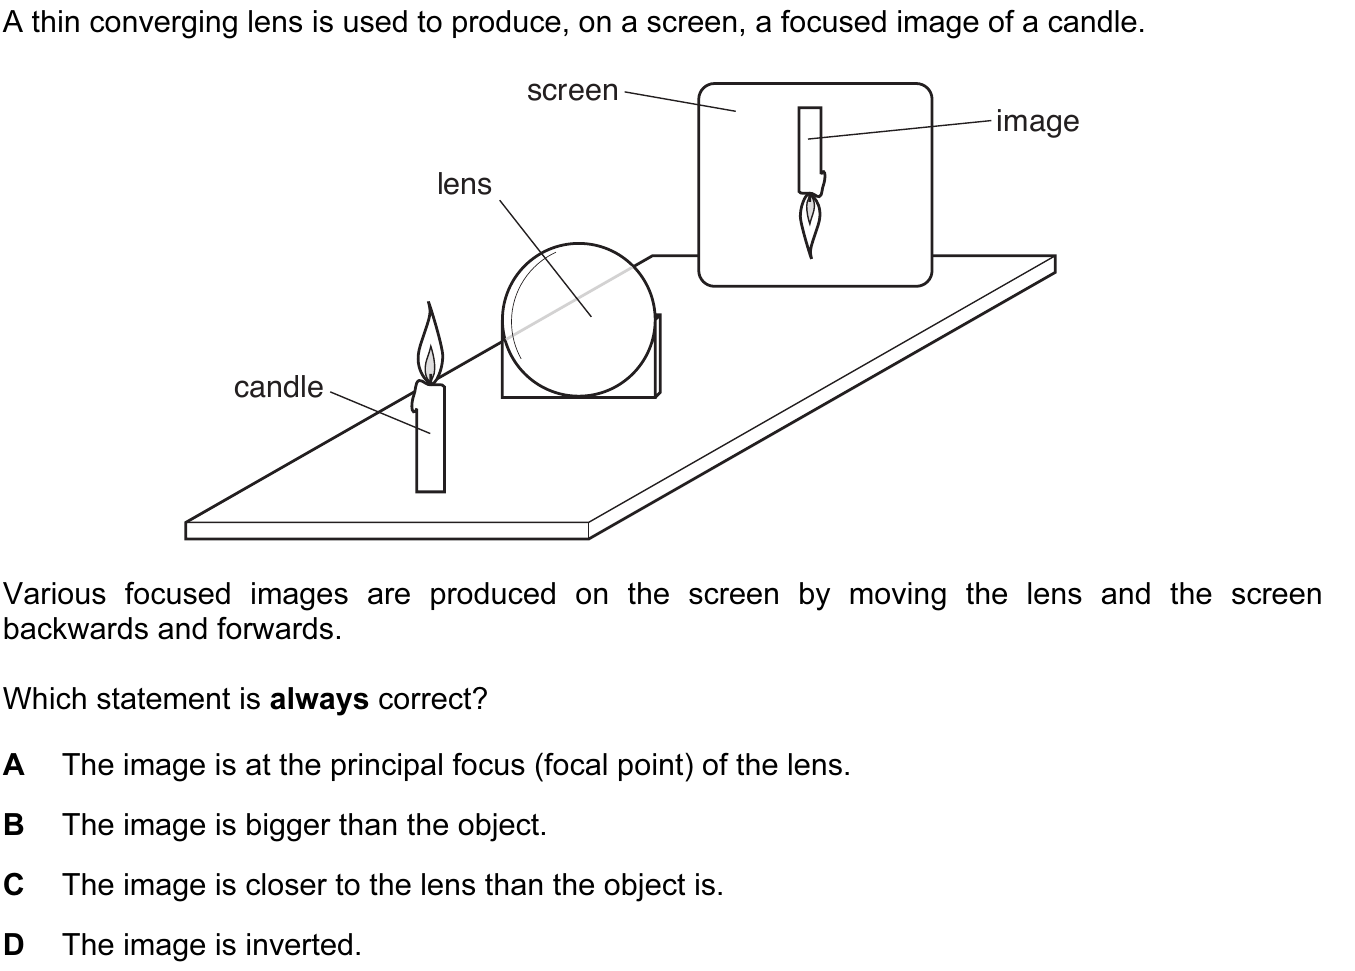 A thin converging lens is used to produce, on a screen, a focused image of a candle.
screen
image
lens
candle
Various focused images are produced on the screen by moving the lens and the screen
backwards and forwards.
Which statement is always correct?
A The image is at the principal focus (focal point) of the lens.
B The image is bigger than the object.
C The image is closer to the lens than the object is.
D The image is inverted.